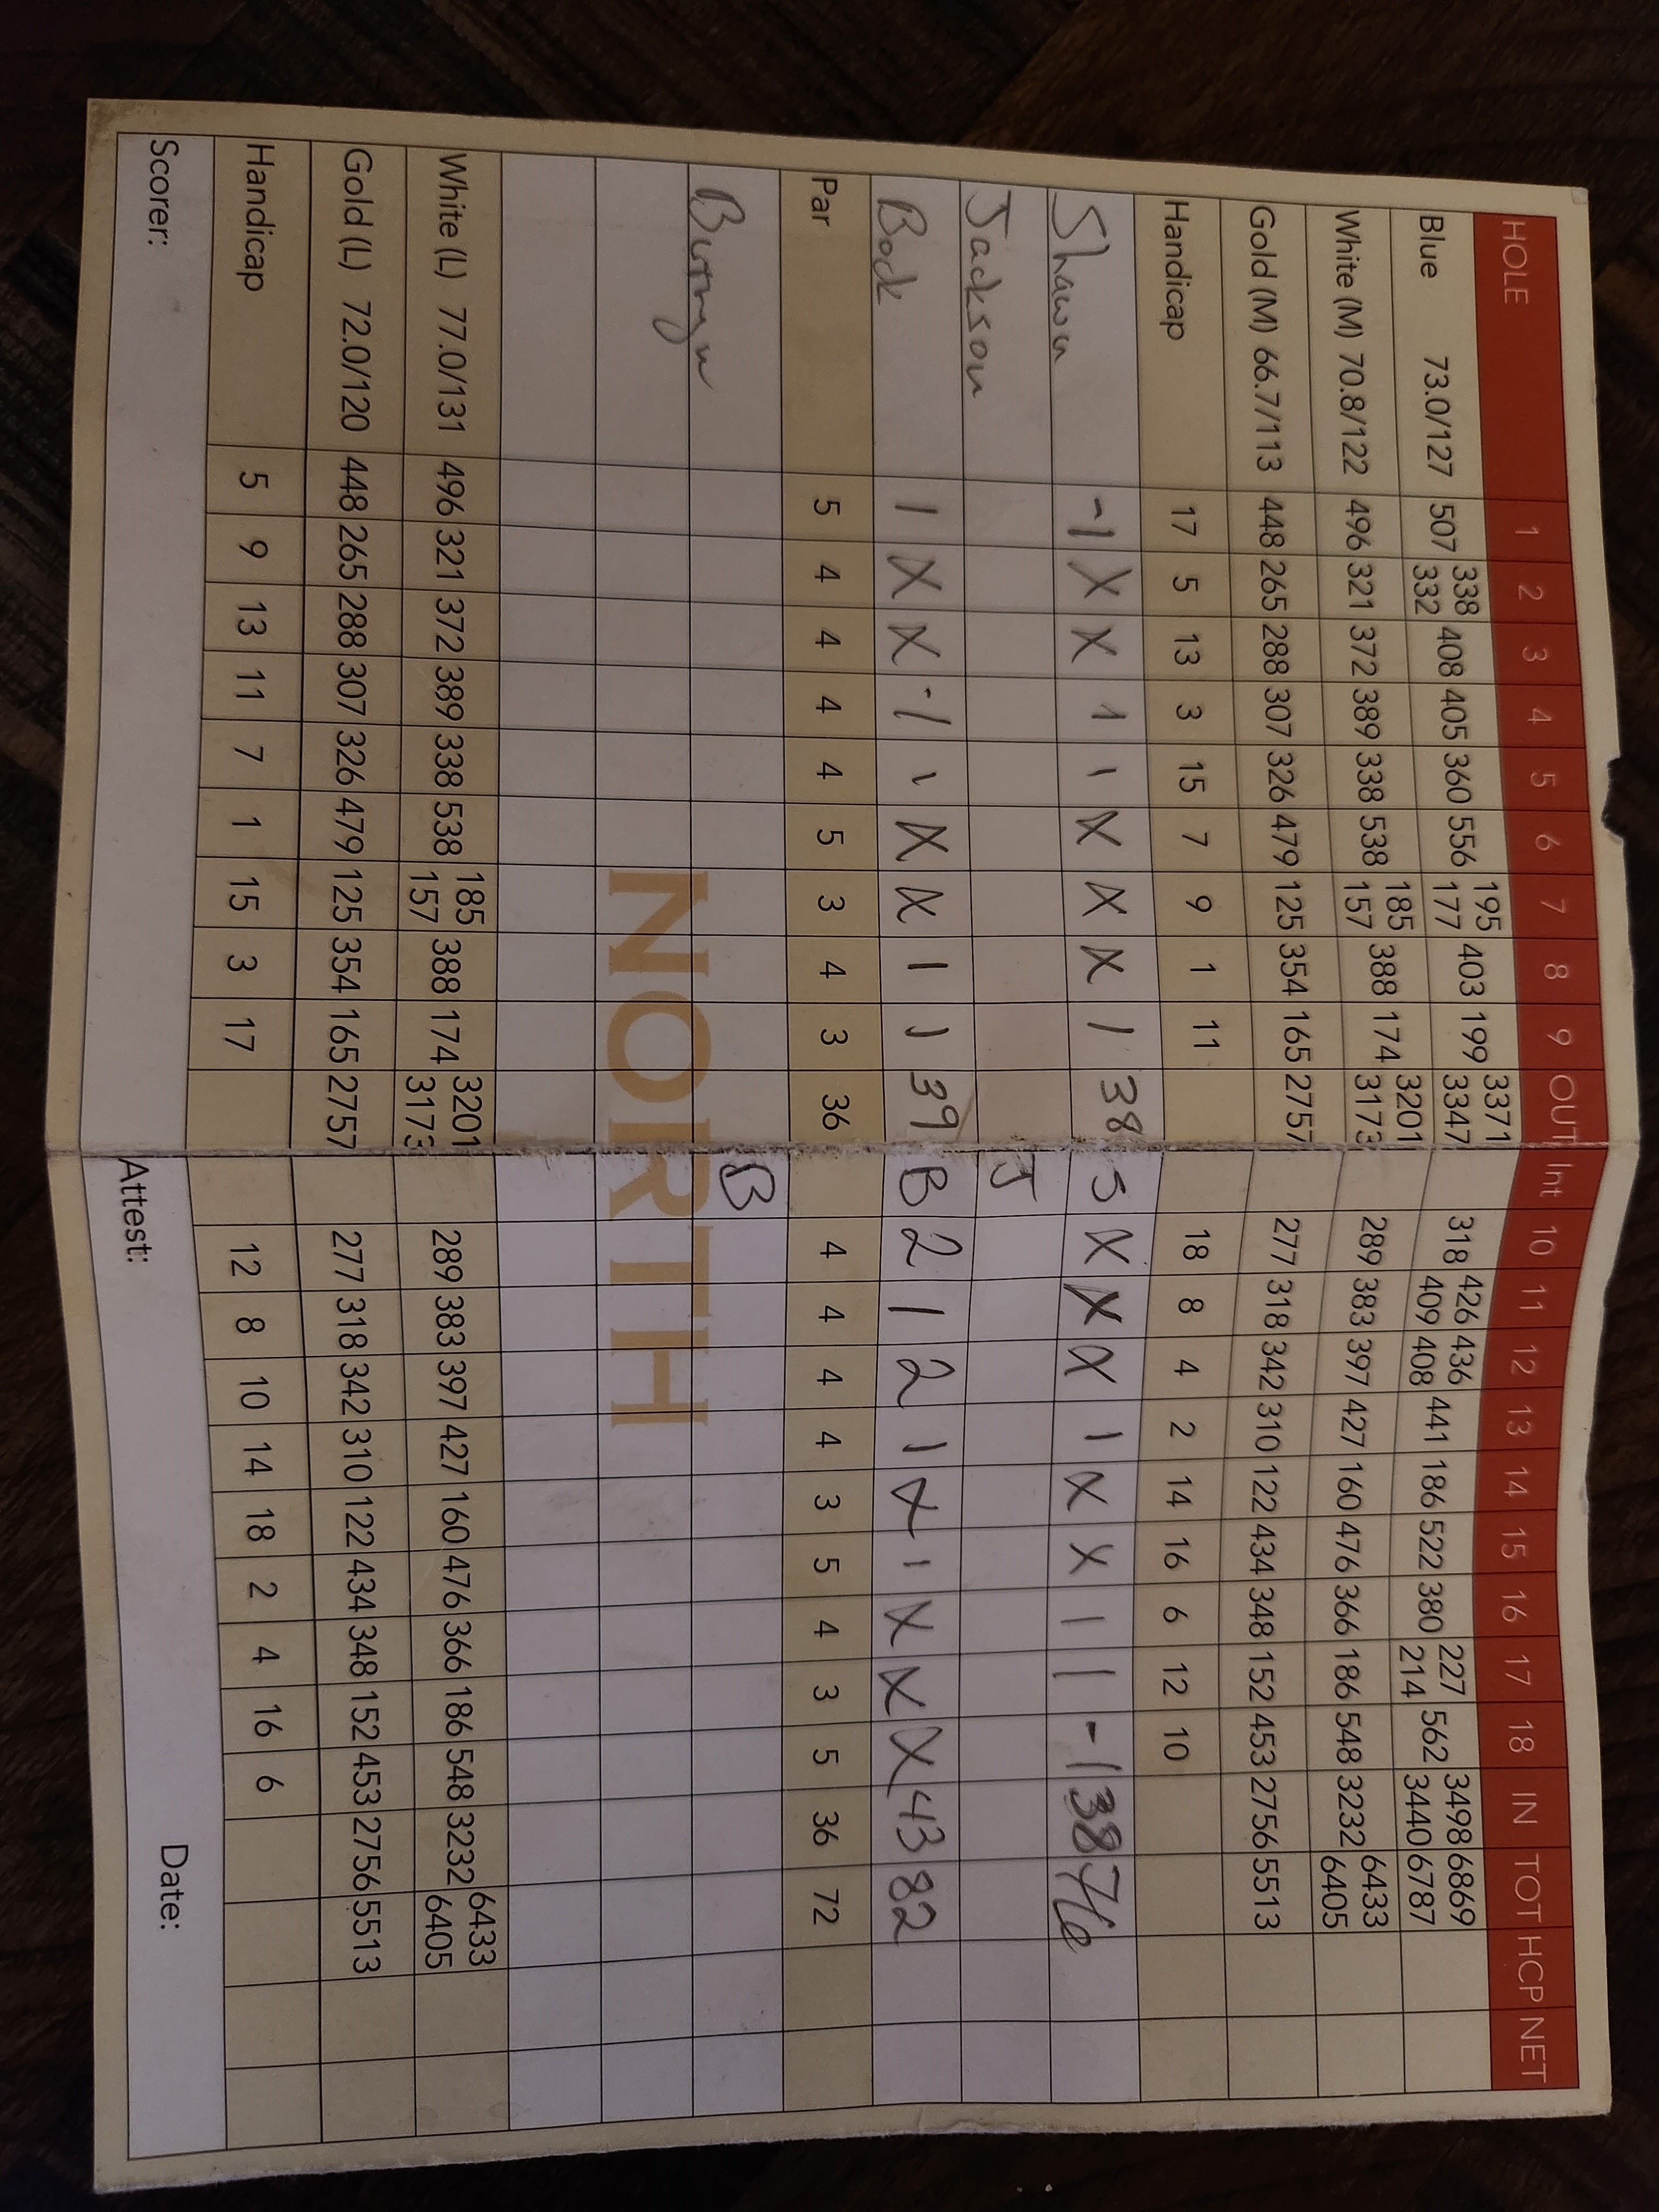 HOLE 1 2 3 4 5 6 7 8 9 OUT Int 10 11 12 13 14 15 16 17 18 IN TOT HCP NET
Blue 73.0/127 507 338 332 408 405 360 556 195 177 403 199 3371 3347 318 426 409 436 408 441 186 522 380 227 214 562 3498 3440 6869 6787
White (M) 70.8/122 496 321 372 389 338 538 185 157 388 174 3201 3173 289 383 397 427 160 476 366 186 548 3232 6433 6405
Gold (M) 66.7/113 448 265 288 307 326 479 125 354 165 2757 277 318 342 310 122 434 348 152 453 2756 5513
Handicap 17 5 13 3 15 7 9 1 11 18 8 4 2 14 16 6 12 10
Shawn -1 X X 1 1 X X X 1 38 S X X X 1 X X 1 1 -1 38 76
Jackson J
Bock 1 X X -1 1 X X 1 1 39 B 2 1 2 1 X 1 X X X 43 82
Par 5 4 4 4 4 5 3 4 3 36 4 4 4 4 3 5 4 3 5 36 72
B
NORTH
White (L) 77.0/131 496 321 372 389 338 538 185 157 388 174 3201 3173 289 383 397 427 160 476 366 186 548 3232 6433 6405
Gold (L) 72.0/120 448 265 288 307 326 479 125 354 165 2757 277 318 342 310 122 434 348 152 453 2756 5513
Handicap 5 9 13 11 7 1 15 3 17 12 8 10 14 18 2 4 16 6
Scorer: Attest: Date: